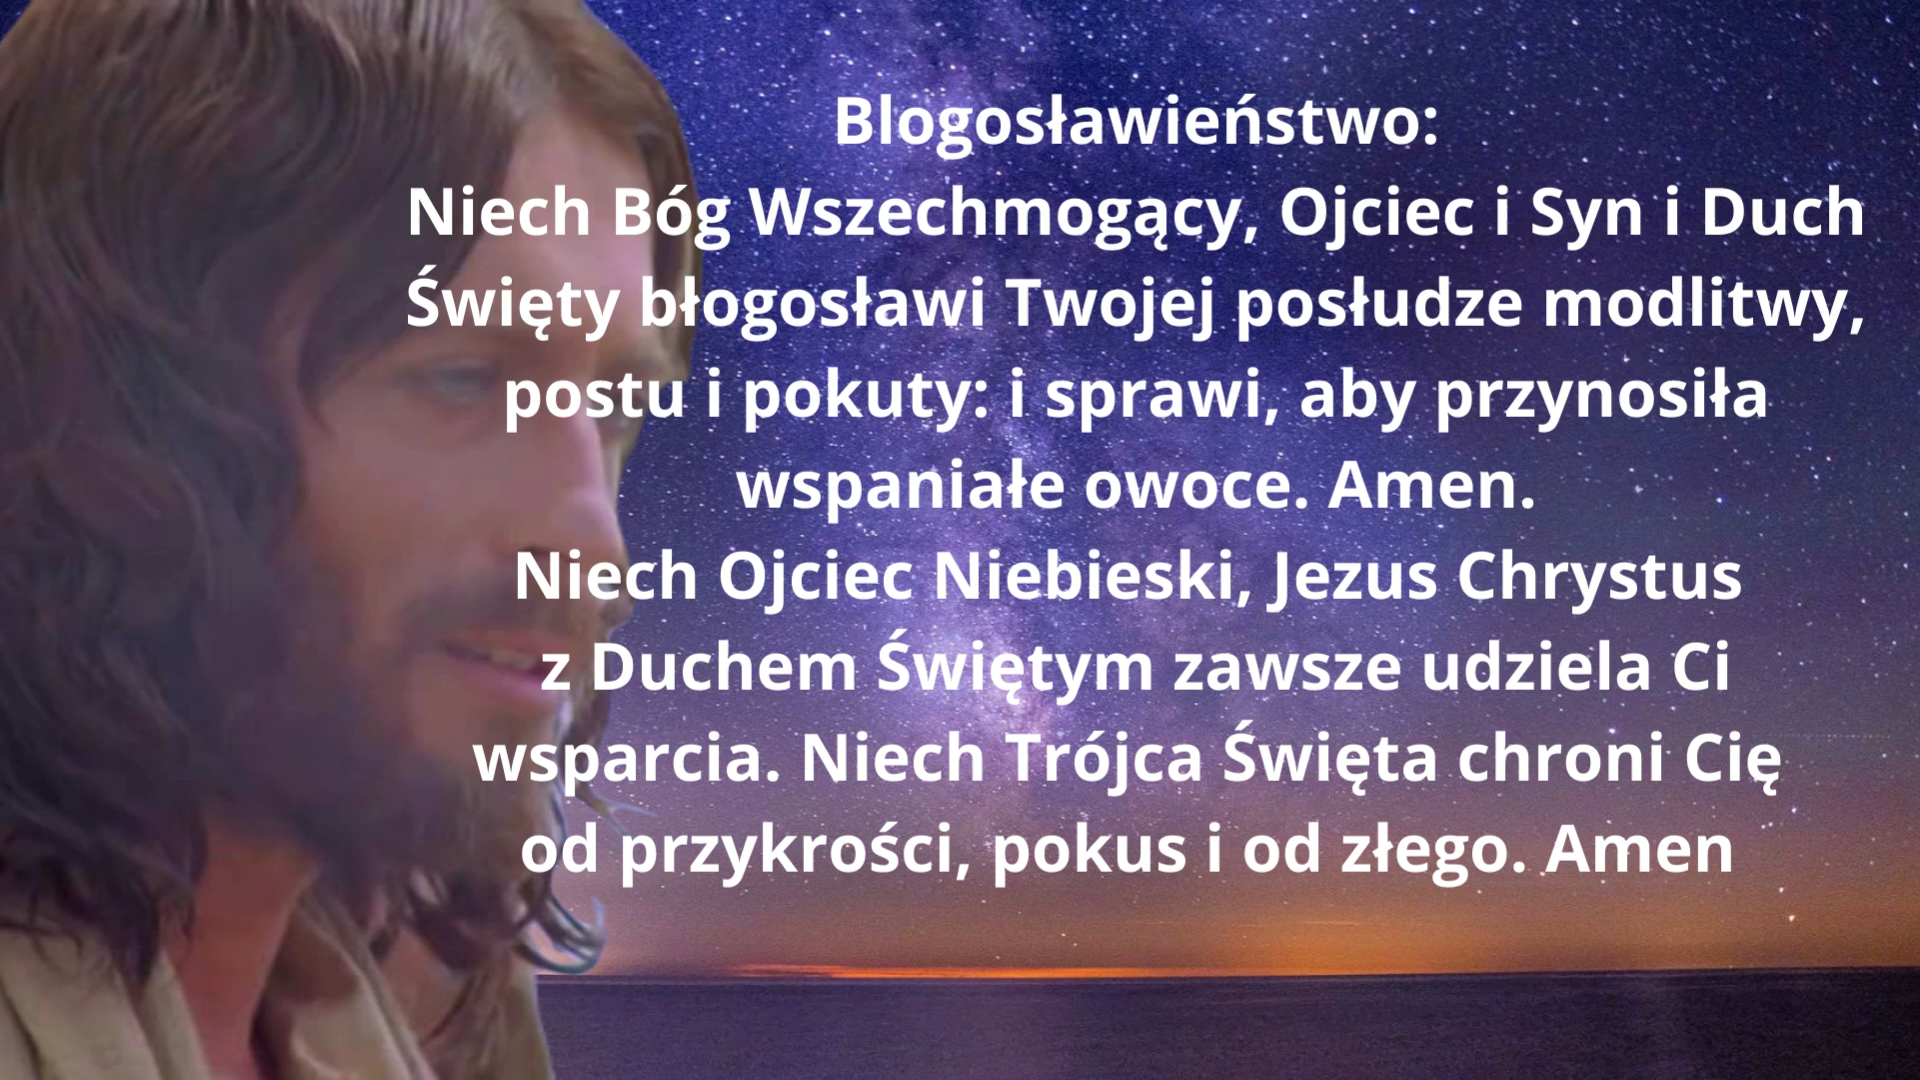 Blogosławieństwo:
Niech Bóg Wszechmogący, Ojciec i Syn i Duch
Święty błogosławi Twojej posłudze modlitwy,
postu i pokuty: i sprawi, aby przynosiła
wspaniałe owoce. Amen.
Niech Ojciec Niebieski, Jezus Chrystus
z Duchem Świętym zawsze udziela Ci
wsparcia. Niech Trójca Święta chroni Cię
od przykrości, pokus i od złego. Amen